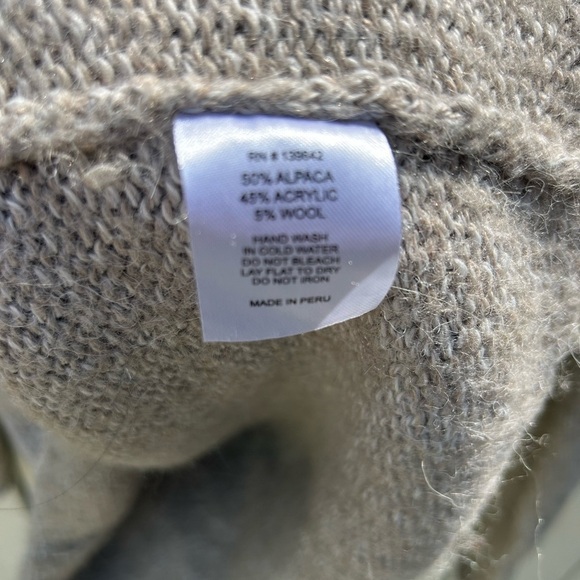 RN # 139642
50% ALPACA
45% ACRYLIC
5% WOOL
HAND WASH
IN COLD WATER
DO NOT BLEACH
LAY FLAT TO DRY
DO NOT IRON
MADE IN PERU